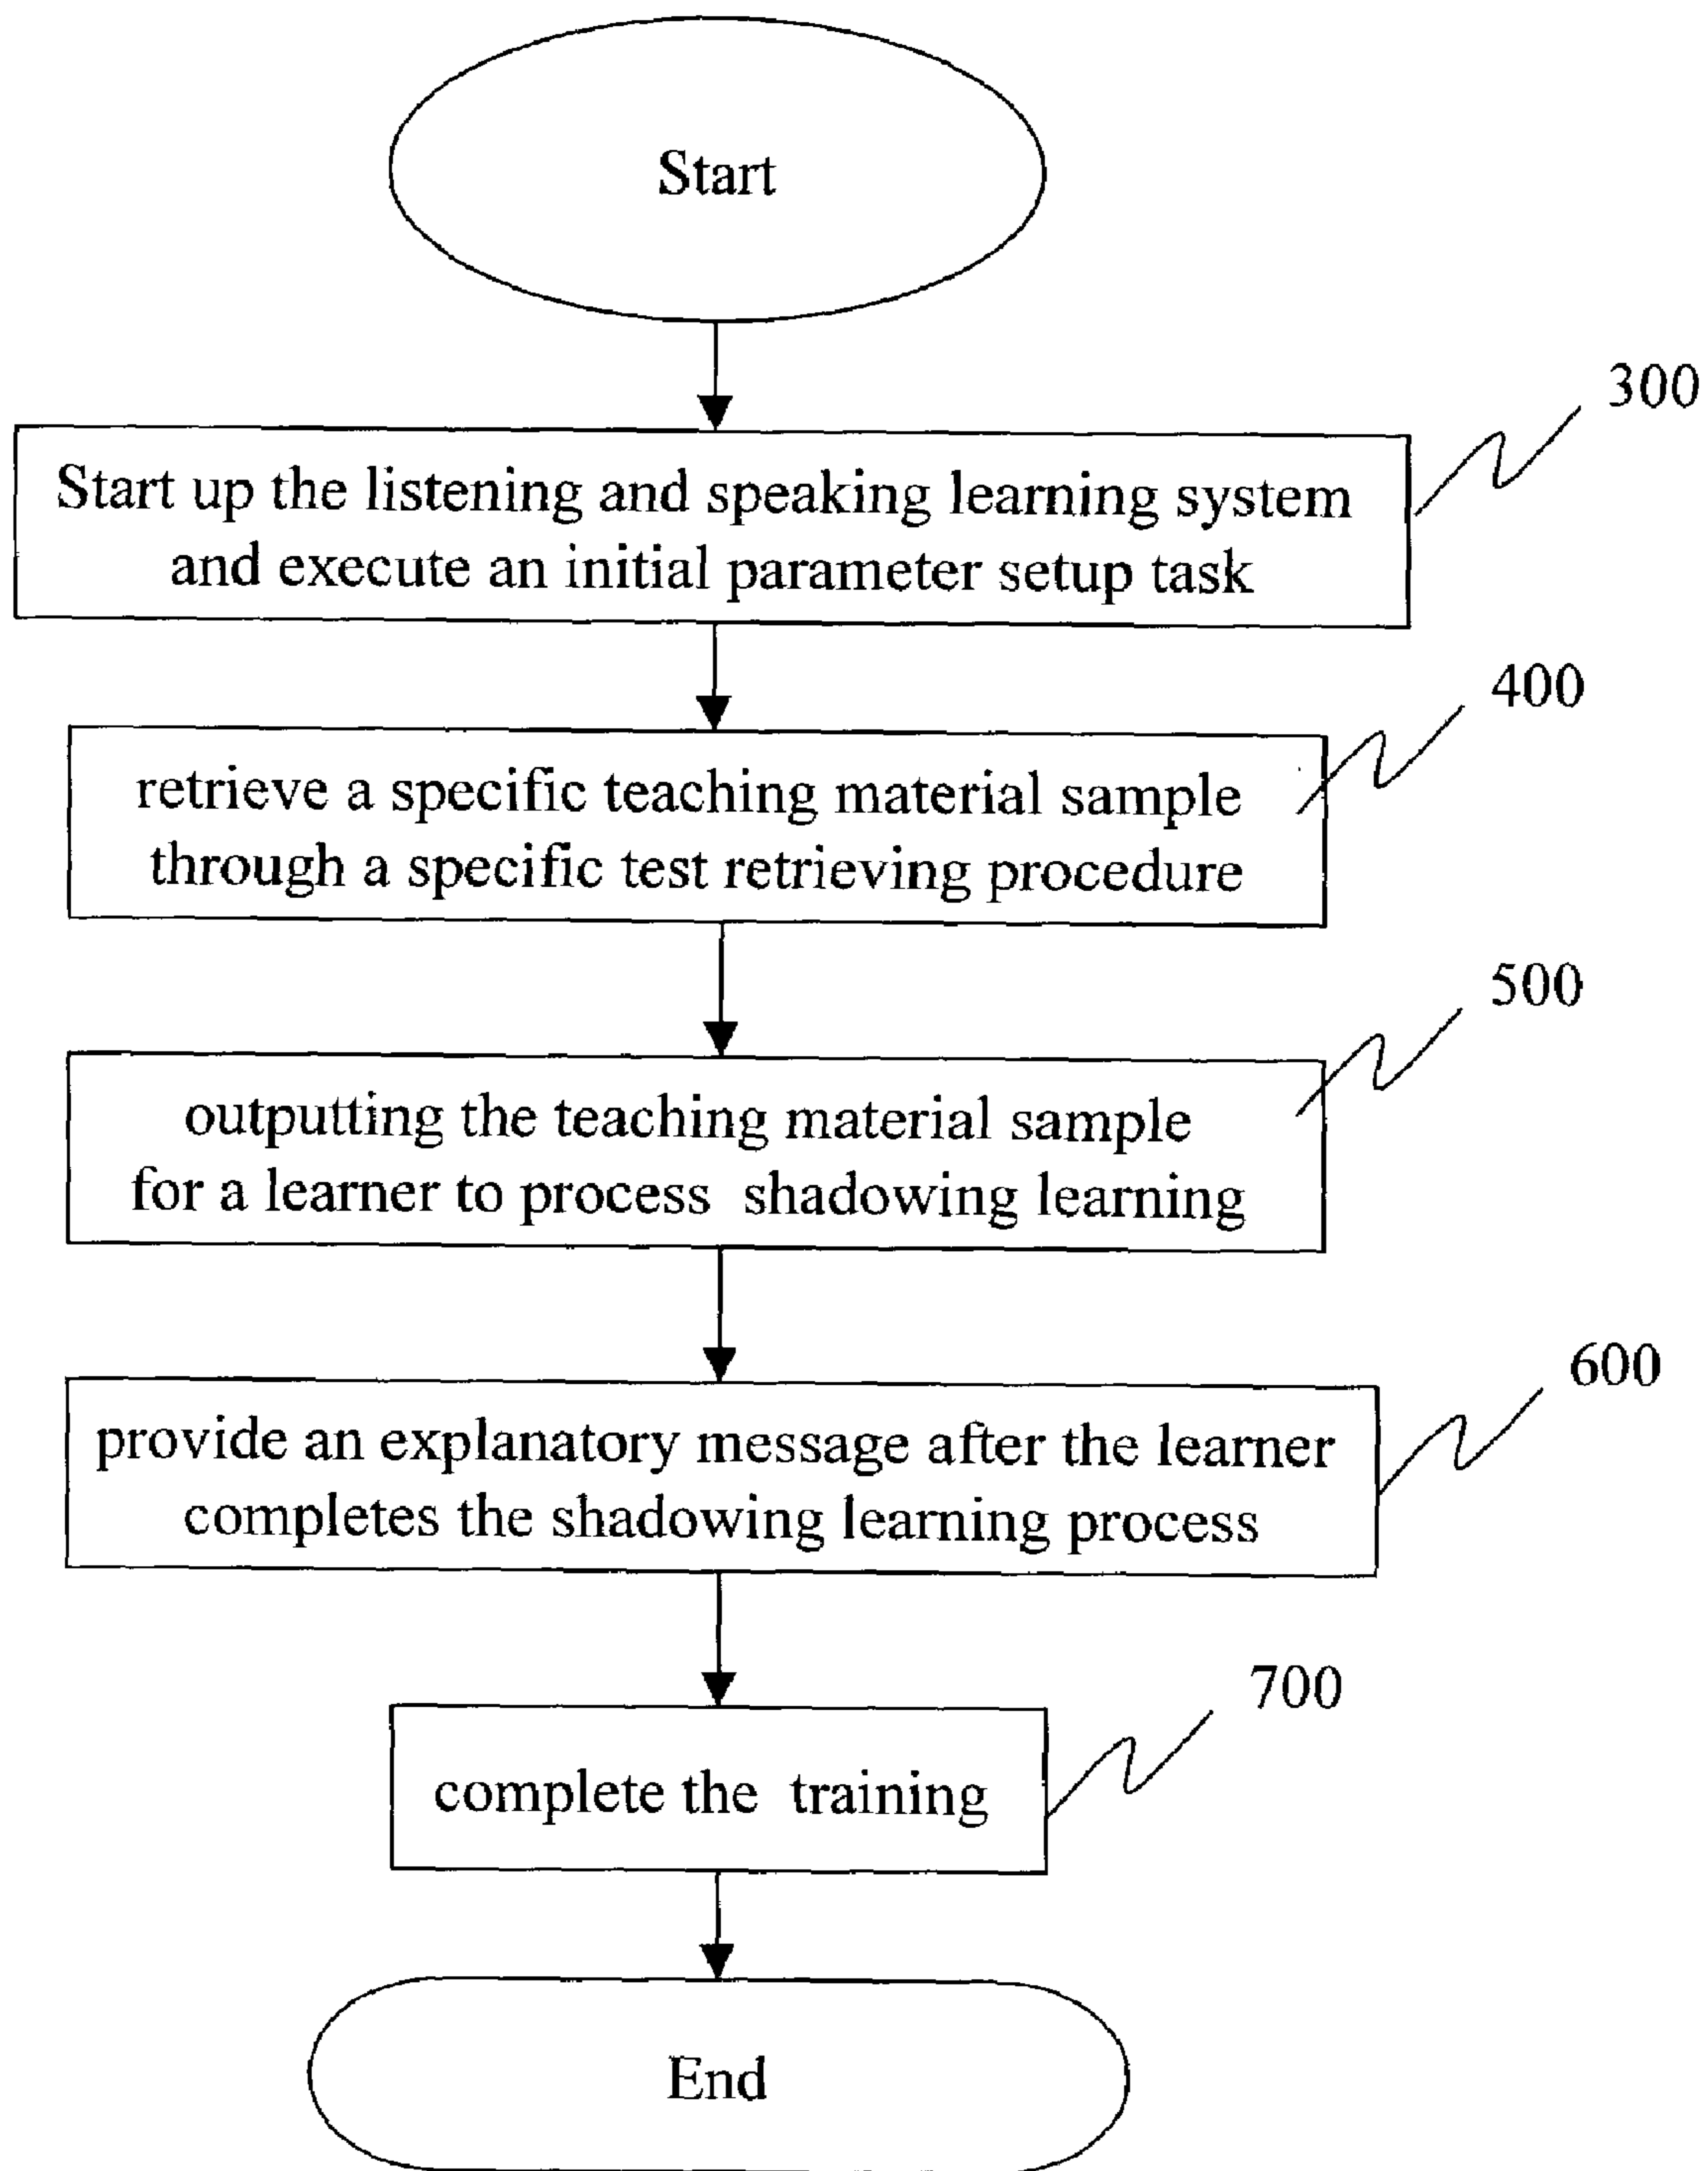 Start
300
Start up the listening and speaking learning system
and execute an initial parameter setup task
400
retrieve a specific teaching material sample
through a specific test retrieving procedure
500
outputting the teaching material sample
for a learner to process shadowing learning
600
provide an explanatory message after the learner
completes the shadowing learning process
700
complete the training
End